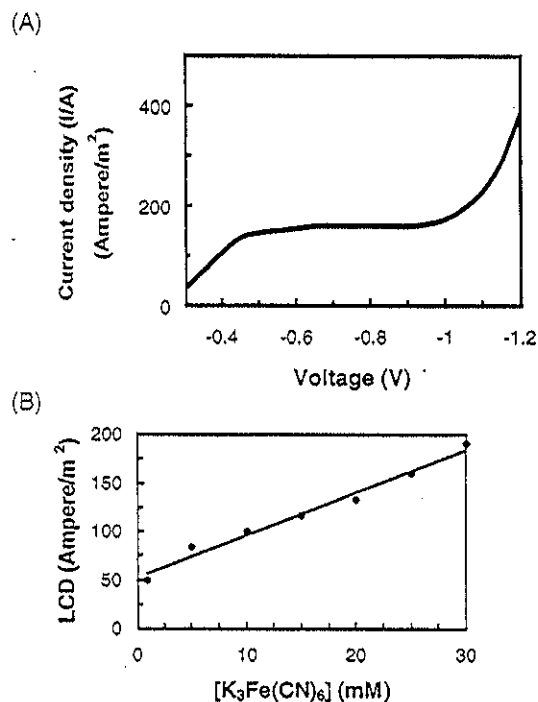 (A)
Current density (I/A)
(Ampere/m²)
400
200
0
-0.4 -0.6 -0.8 -1 -1.2
Voltage (V)
(B)
LCD (Ampere/m²)
200
150
100
50
0
0 10 20 30
[K₃Fe(CN)₆] (mM)